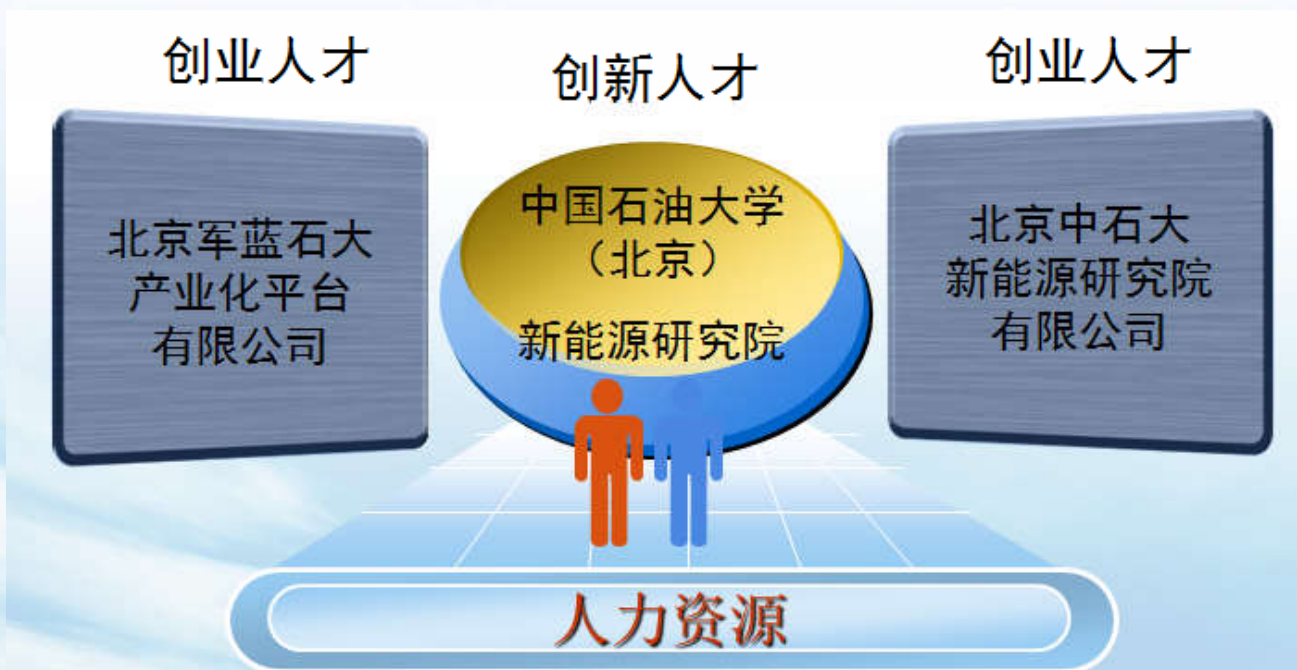 创业人才
创新人才
创业人才
北京军蓝石大
产业化平台
有限公司
中国石油大学
（北京）
新能源研究院
北京中石大
新能源研究院
有限公司
人力资源